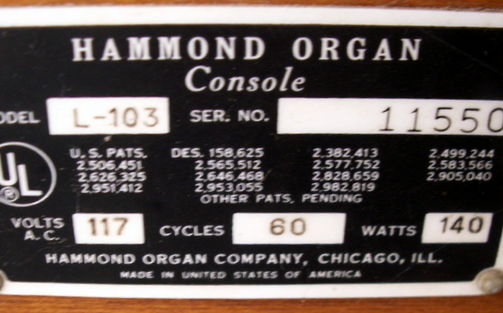 HAMMOND ORGAN
Console
MODEL L-103 SER. NO. 11550
UL ®
U.S. PATS. DES. 158,625 2,382,413 2,499,244
2,506,451 2,565,512 2,577,752 2,583,566
2,626,325 2,646,468 2,828,659 2,905,040
2,951,412 2,953,055 2,982,819
OTHER PATS. PENDING
VOLTS A.C. 117 CYCLES 60 WATTS 140
HAMMOND ORGAN COMPANY, CHICAGO, ILL.
MADE IN UNITED STATES OF AMERICA